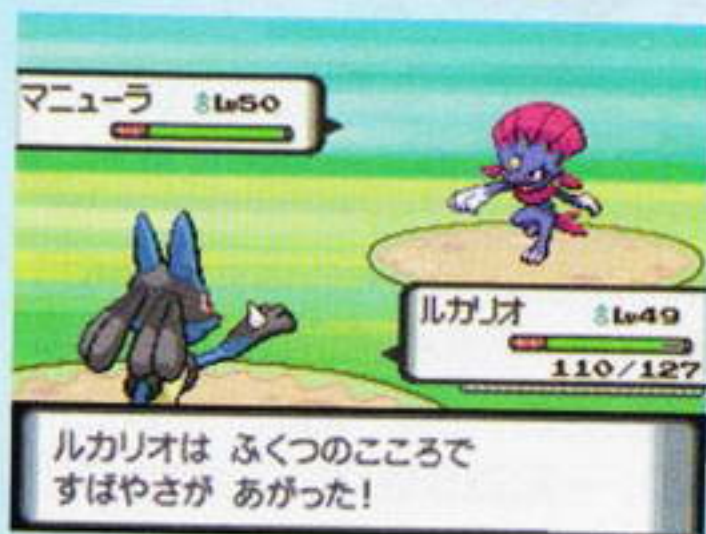 マニューラ ♂Lv50
ルカリオ ♂Lv49
110/127
ルカリオは ふくつのこころで
すばやさが あがった!